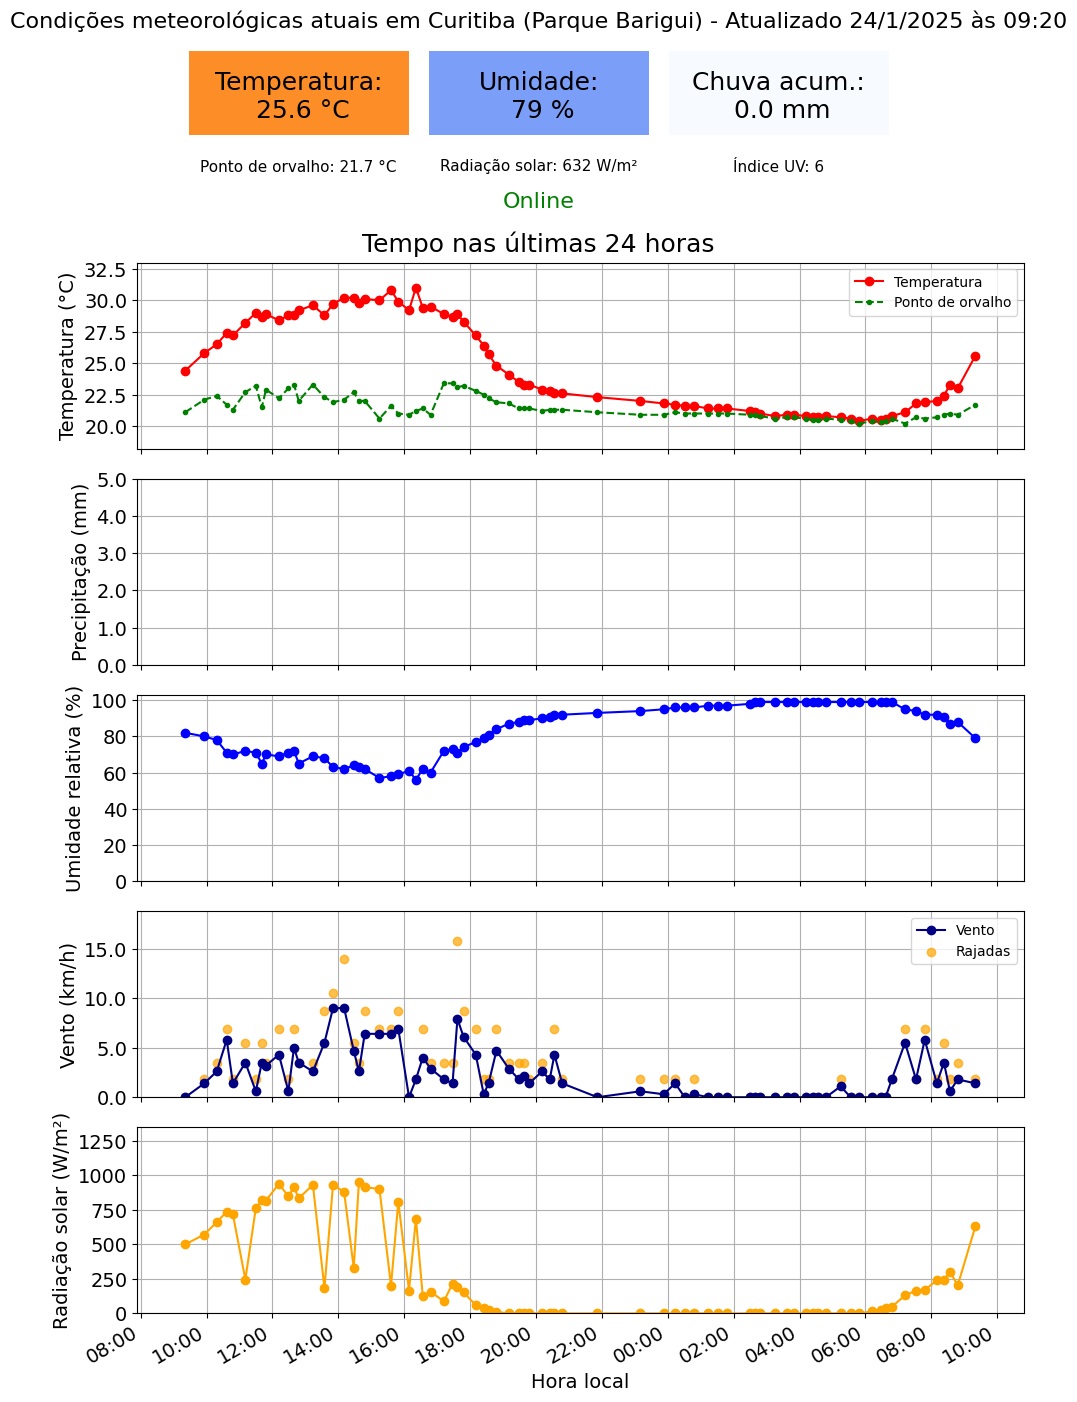 Condições meteorológicas atuais em Curitiba (Parque Barigui) - Atualizado 24/1/2025 às 09:20
Temperatura:
25.6 °C
Umidade:
79 %
Chuva acum.:
0.0 mm
Ponto de orvalho: 21.7 °C
Radiação solar: 632 W/m²
Índice UV: 6
Online
Tempo nas últimas 24 horas
Temperatura (°C)
32.5
30.0
27.5
25.0
22.5
20.0
Temperatura
Ponto de orvalho
Precipitação (mm)
5.0
4.0
3.0
2.0
1.0
0.0
Umidade relativa (%)
100
80
60
40
20
0
Vento (km/h)
15.0
10.0
5.0
0.0
Vento
Rajadas
Radiação solar (W/m²)
1250
1000
750
500
250
0
08:00
10:00
12:00
14:00
16:00
18:00
20:00
22:00
00:00
02:00
04:00
06:00
08:00
10:00
Hora local